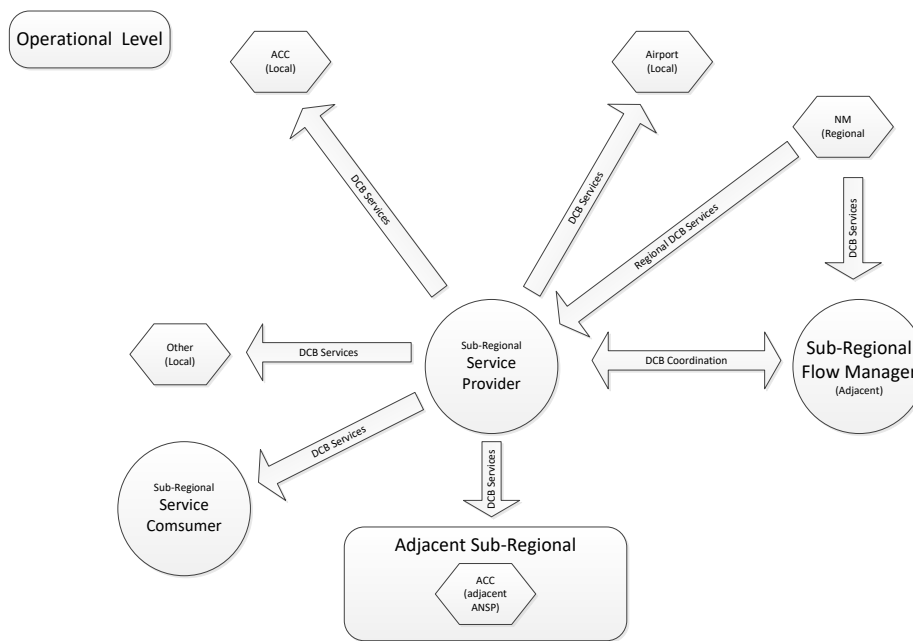 Operational Level
ACC
(Local)
Airport
(Local)
NM
(Regional
DCB Services
DCB Services
Regional DCB Services
DCB Services
Other
(Local)
DCB Services
Sub-Regional
Service
Provider
DCB Coordination
Sub-Regional
Flow Manager
(Adjacent)
DCB Services
Sub-Regional
Service
Comsumer
DCB Services
Adjacent Sub-Regional
ACC
(adjacent
ANSP)